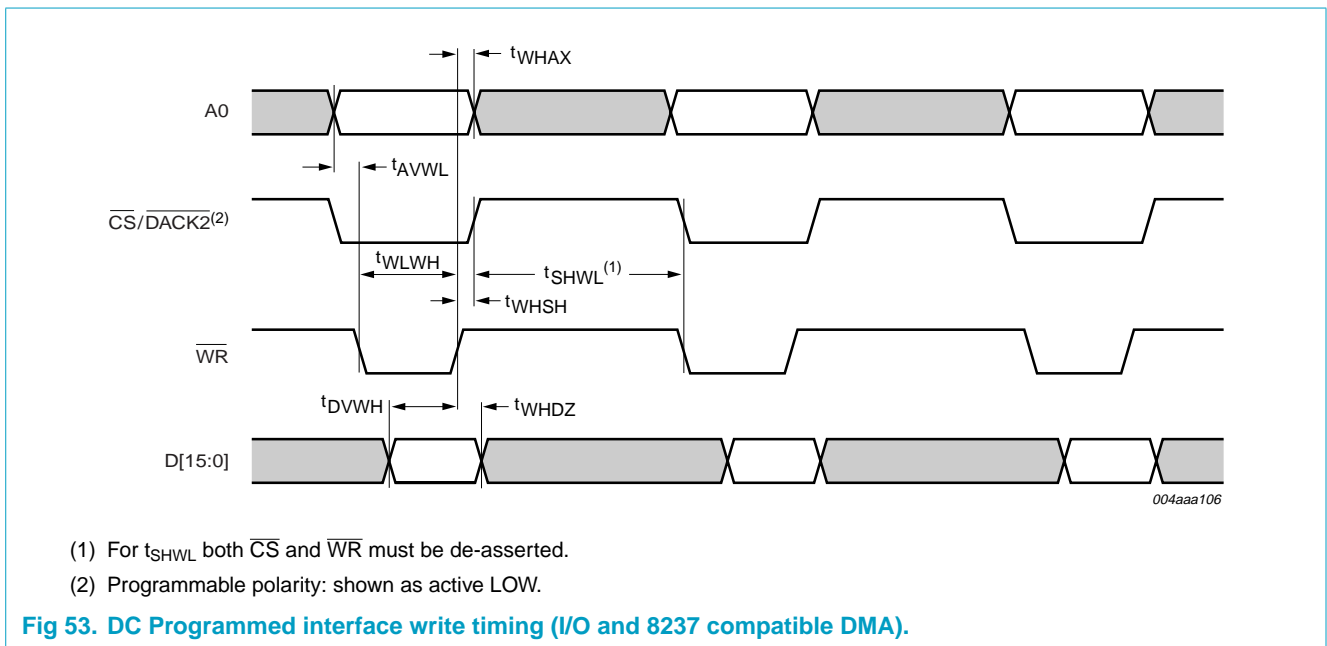 tWHAX
A0
tAVWL
CS/DACK2(2)
tWLWH
tSHWL(1)
tWHSH
WR
tDVWH
tWHDZ
D[15:0]
004aaa106
(1) For tSHWL both CS and WR must be de-asserted.
(2) Programmable polarity: shown as active LOW.
Fig 53. DC Programmed interface write timing (I/O and 8237 compatible DMA).